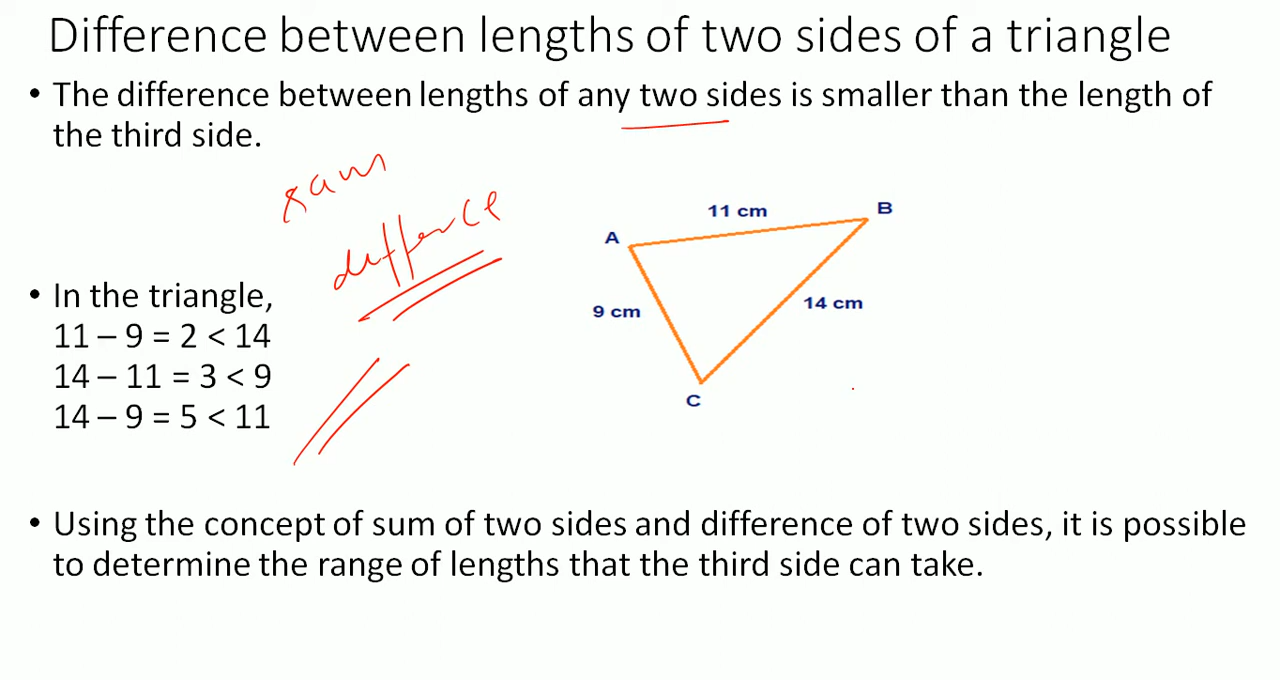 Difference between lengths of two sides of a triangle
• The difference between lengths of any two sides is smaller than the length of
the third side.
sum
diffence
11 cm
B
A
9 cm
14 cm
C
• In the triangle,
11 – 9 = 2 < 14
14 – 11 = 3 < 9
14 – 9 = 5 < 11
• Using the concept of sum of two sides and difference of two sides, it is possible
to determine the range of lengths that the third side can take.